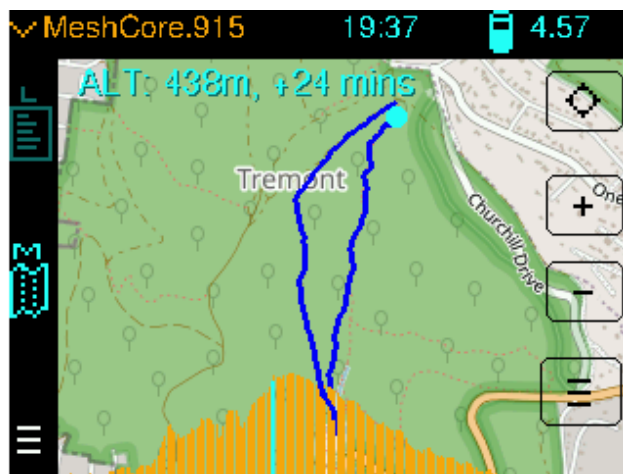 MeshCore.915 19:37 4.57
ALT: 438m, +24 mins
Tremont
Churchill Drive
One